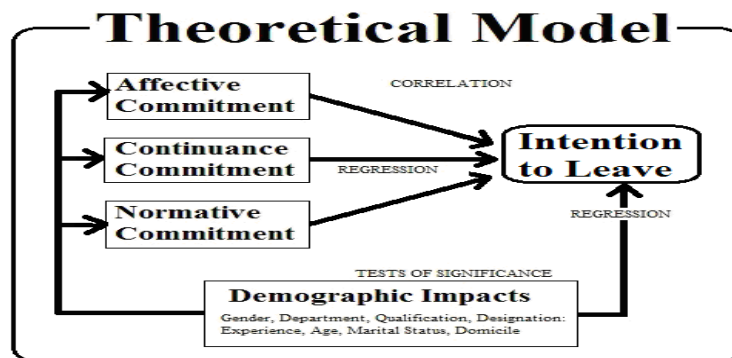 Theoretical Model
Affective
Commitment
CORRELATION
Continuance
Commitment
REGRESSION
Intention
to Leave
Normative
Commitment
REGRESSION
TESTS OF SIGNIFICANCE
Demographic Impacts
Gender, Department, Qualification, Designation:
Experience, Age, Marital Status, Domicile